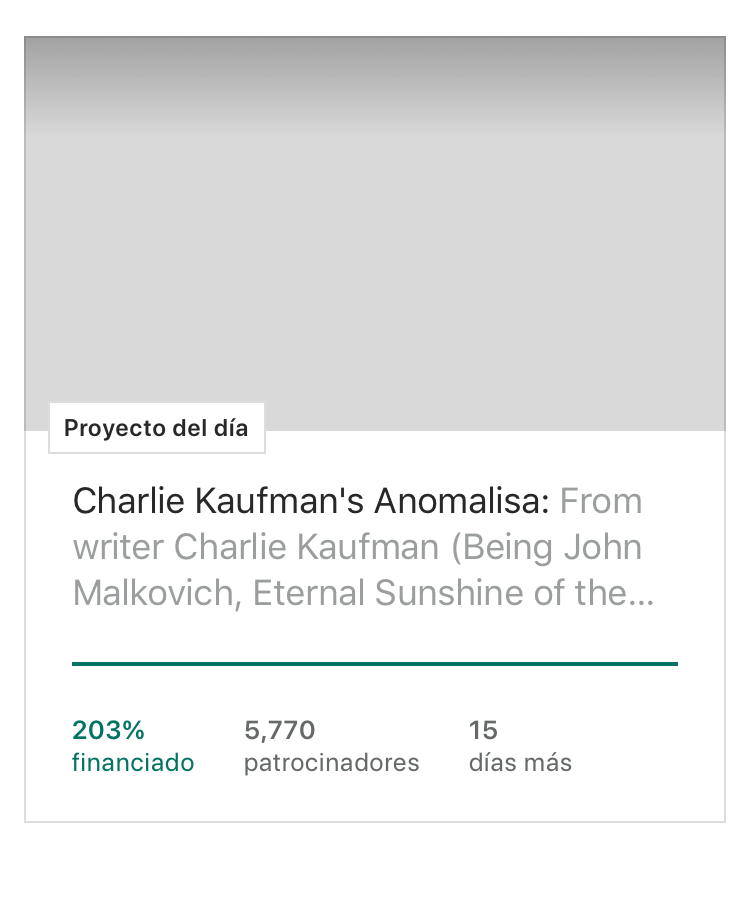 Proyecto del día
Charlie Kaufman's Anomalisa: From
writer Charlie Kaufman (Being John
Malkovich, Eternal Sunshine of the...
203%
financiado
5,770
patrocinadores
15
días más